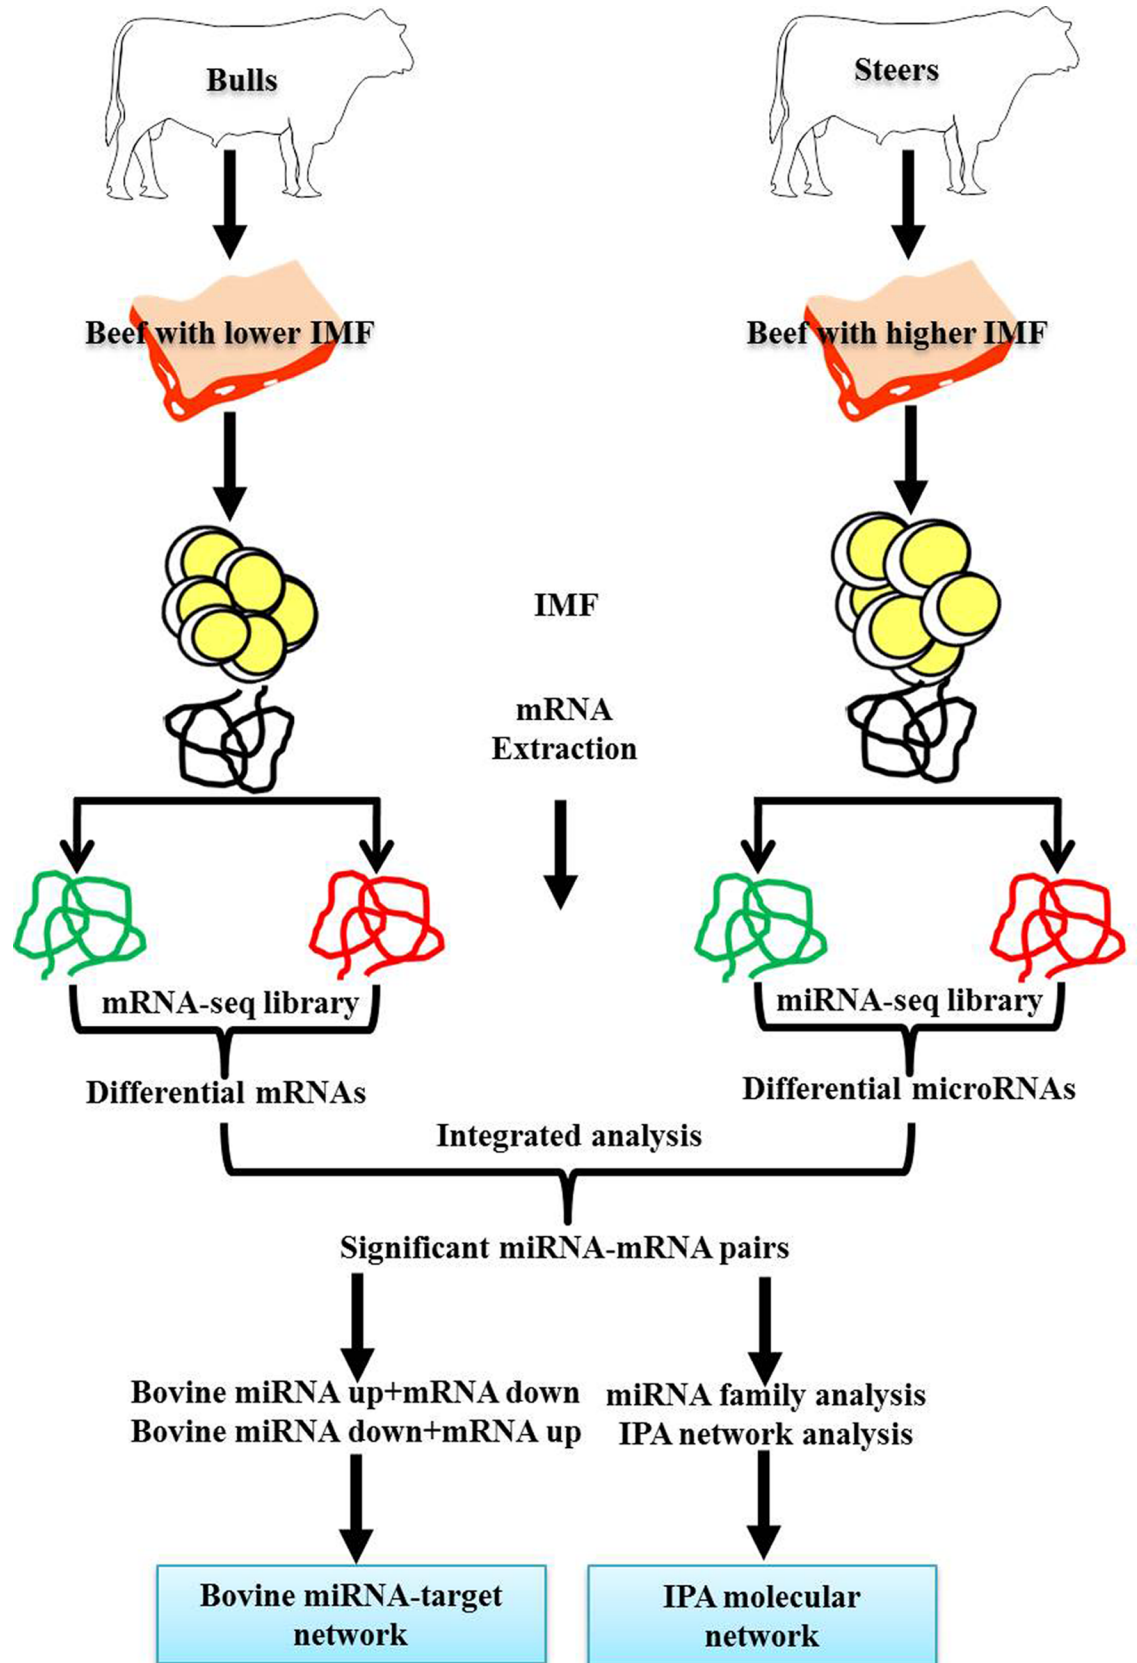 Bulls
Steers
Beef with lower IMF
Beef with higher IMF
IMF
mRNA
Extraction
mRNA-seq library
miRNA-seq library
Differential mRNAs
Differential microRNAs
Integrated analysis
Significant miRNA-mRNA pairs
Bovine miRNA up+mRNA down
Bovine miRNA down+mRNA up
miRNA family analysis
IPA network analysis
Bovine miRNA-target
network
IPA molecular
network